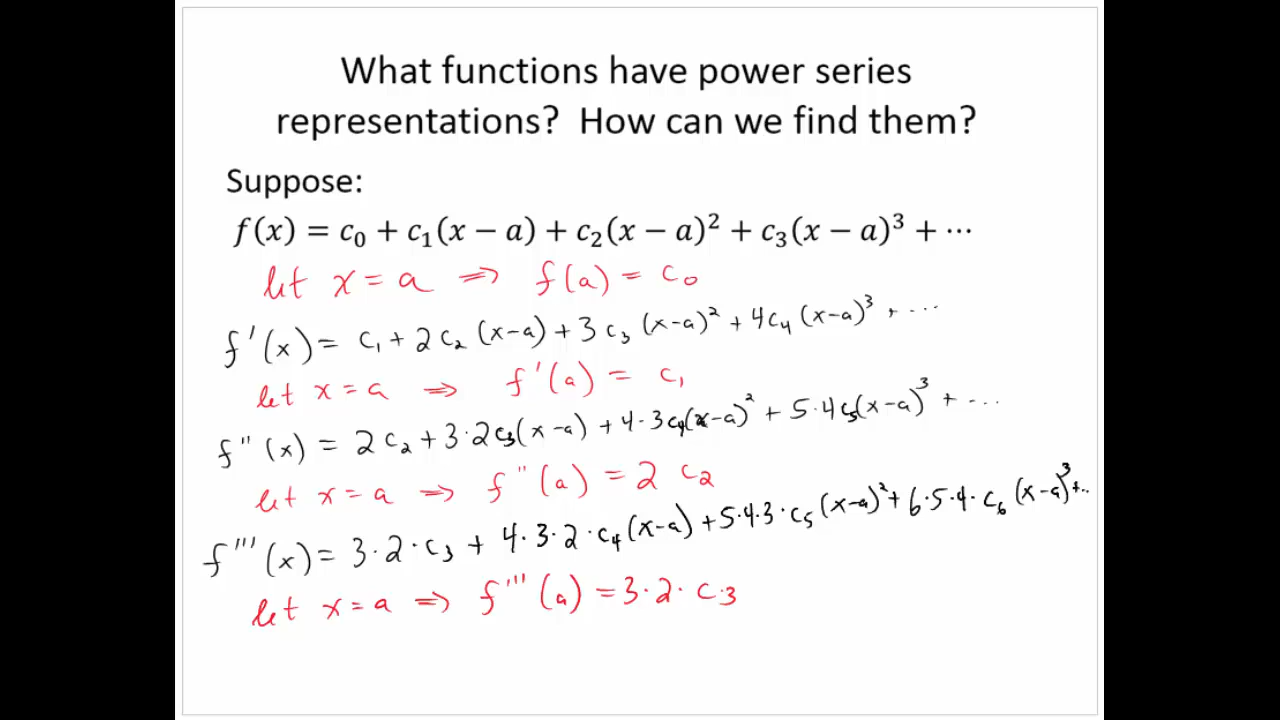 What functions have power series
representations? How can we find them?
Suppose:
f(x) = c₀ + c₁(x − a) + c₂(x − a)² + c₃(x − a)³ + ⋯
let x = a ⟹ f(a) = c₀
f'(x) = c₁ + 2c₂(x-a) + 3c₃(x-a)² + 4c₄(x-a)³ + ...
let x = a ⟹ f'(a) = c₁
f''(x) = 2c₂ + 3·2c₃(x-a) + 4·3c₄(x-a)² + 5·4c₅(x-a)³ + ...
let x = a ⟹ f''(a) = 2c₂
f'''(x) = 3·2·c₃ + 4·3·2·c₄(x-a) + 5·4·3·c₅(x-a)² + 6·5·4·c₆(x-a)³ + ..
let x = a ⟹ f'''(a) = 3·2·c·3